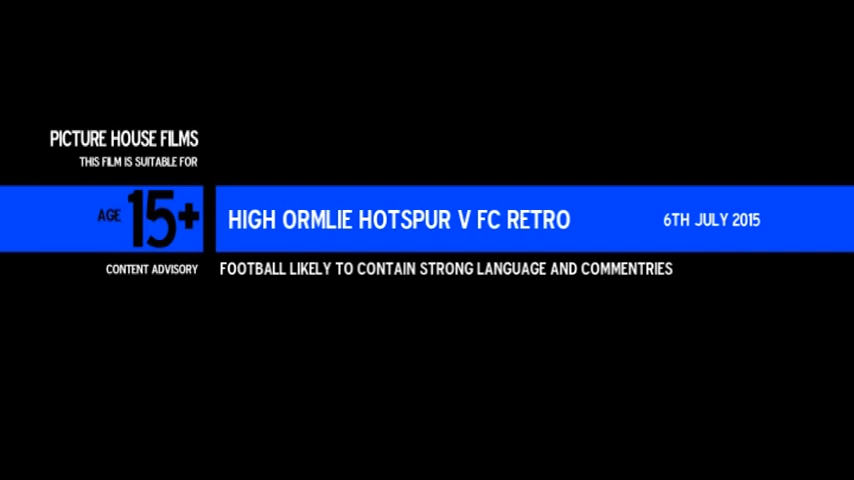 PICTURE HOUSE FILMS
THIS FILM IS SUITABLE FOR
AGE 15+
HIGH ORMLIE HOTSPUR V FC RETRO
6TH JULY 2015
CONTENT ADVISORY
FOOTBALL LIKELY TO CONTAIN STRONG LANGUAGE AND COMMENTRIES